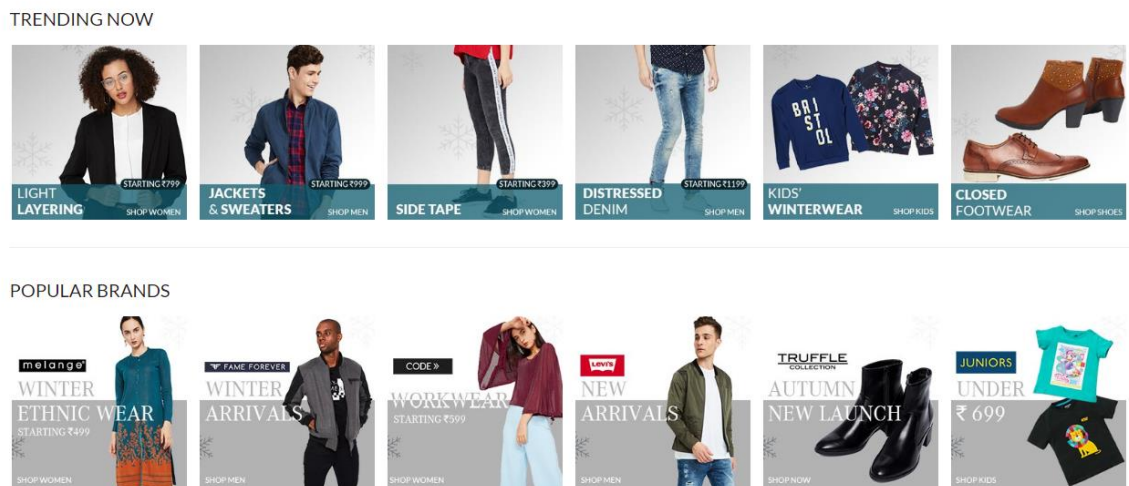 TRENDING NOW
STARTING ₹799
LIGHT
LAYERING
SHOP WOMEN
STARTING ₹999
JACKETS
& SWEATERS
SHOP MEN
STARTING ₹399
SIDE TAPE
SHOP WOMEN
STARTING ₹1199
DISTRESSED
DENIM
SHOP MEN
BRI
ST
OL
KIDS'
WINTERWEAR
SHOP KIDS
CLOSED
FOOTWEAR
SHOP SHOES
POPULAR BRANDS
melange®
WINTER
ETHNIC WEAR
STARTING ₹499
SHOP WOMEN
FAME FOREVER
WINTER
ARRIVALS
SHOP MEN
CODE »
WORKWEAR
STARTING ₹599
SHOP WOMEN
Levi's
NEW
ARRIVALS
SHOP MEN
TRUFFLE
COLLECTION
AUTUMN
NEW LAUNCH
SHOP NOW
JUNIORS
UNDER
₹ 699
SHOP KIDS